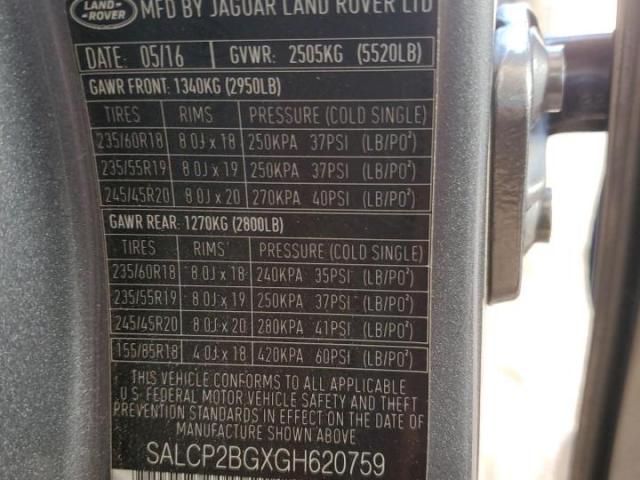 LAND-
-ROVER
MFD BY JAGUAR LAND ROVER LTD
DATE: 05/16 GVWR: 2505KG (5520LB)
GAWR FRONT: 1340KG (2950LB)
TIRES RIMS PRESSURE (COLD SINGLE)
235/60R18 8.0J x 18 250KPA 37PSI (LB/PO²)
235/55R19 8.0J x 19 250KPA 37PSI (LB/PO²)
245/45R20 8.0J x 20 270KPA 40PSI (LB/PO²)
GAWR REAR: 1270KG (2800LB)
TIRES RIMS PRESSURE (COLD SINGLE)
235/60R18 8.0J x 18 240KPA 35PSI (LB/PO²)
235/55R19 8.0J x 19 250KPA 37PSI (LB/PO²)
245/45R20 8.0J x 20 280KPA 41PSI (LB/PO²)
155/85R18 4.0J x 18 420KPA 60PSI (LB/PO²)
THIS VEHICLE CONFORMS TO ALL APPLICABLE
U.S. FEDERAL MOTOR VEHICLE SAFETY AND THEFT
PREVENTION STANDARDS IN EFFECT ON THE DATE OF
MANUFACTURE SHOWN ABOVE
SALCP2BGXGH620759